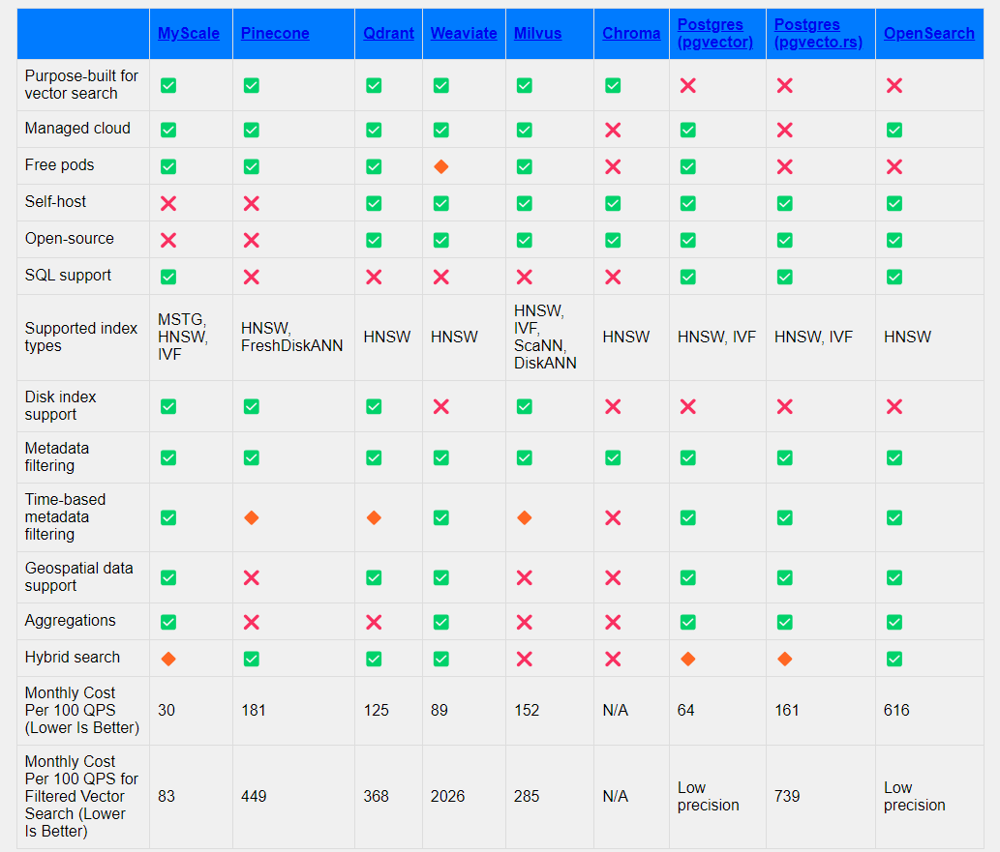 MyScale Pinecone Qdrant Weaviate Milvus Chroma Postgres (pgvector) Postgres (pgvecto.rs) OpenSearch
Purpose-built for
vector search
Managed cloud
Free pods
Self-host
Open-source
SQL support
Supported index types MSTG, HNSW, IVF HNSW, FreshDiskANN HNSW HNSW HNSW, IVF, ScaNN, DiskANN HNSW HNSW, IVF HNSW, IVF HNSW
Disk index
support
Metadata
filtering
Time-based
metadata
filtering
Geospatial data
support
Aggregations
Hybrid search
Monthly Cost Per 100 QPS (Lower Is Better) 30 181 125 89 152 N/A 64 161 616
Monthly Cost Per 100 QPS for Filtered Vector Search (Lower Is Better) 83 449 368 2026 285 N/A Low precision 739 Low precision